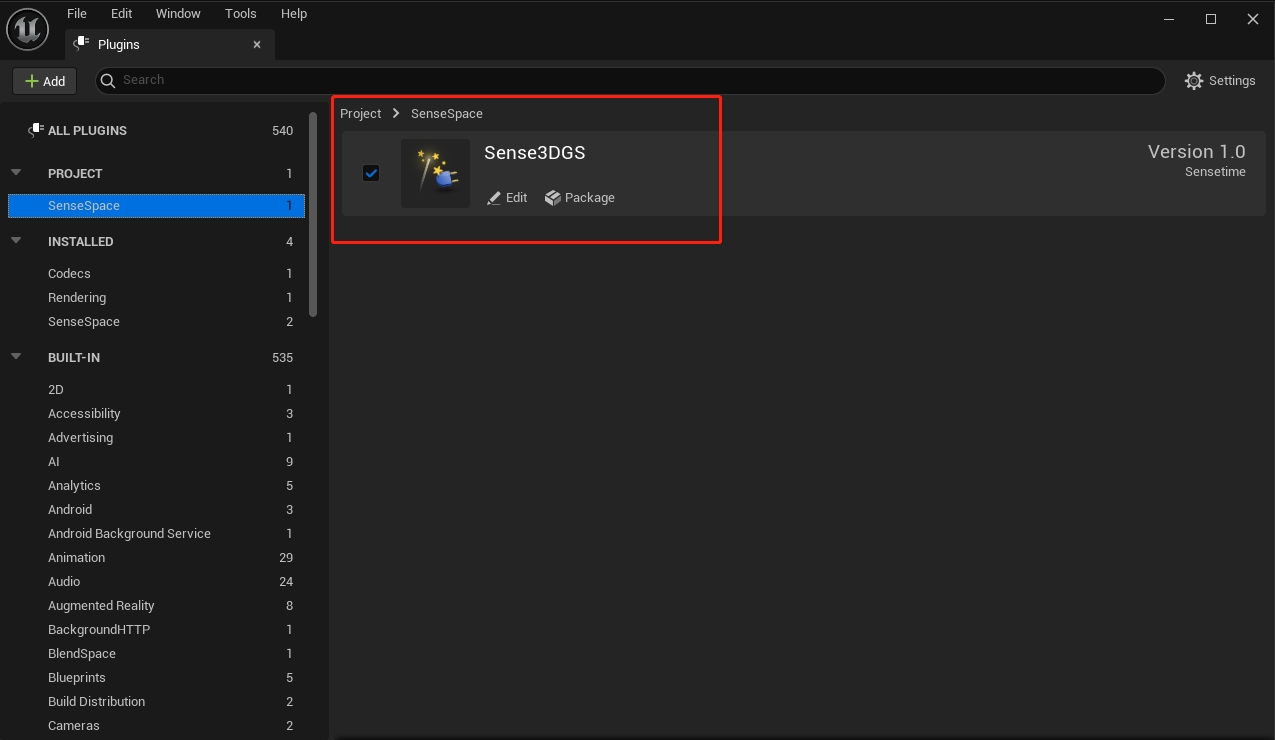 File Edit Window Tools Help
Plugins
Add
Search
Settings
ALL PLUGINS 540
PROJECT 1
SenseSpace 1
INSTALLED 4
Codecs 1
Rendering 1
SenseSpace 2
BUILT-IN 535
2D 1
Accessibility 3
Advertising 1
AI 9
Analytics 5
Android 3
Android Background Service 1
Animation 29
Audio 24
Augmented Reality 8
BackgroundHTTP 1
BlendSpace 1
Blueprints 5
Build Distribution 2
Cameras 2
Project > SenseSpace
Sense3DGS
Edit Package
Version 1.0
Sensetime